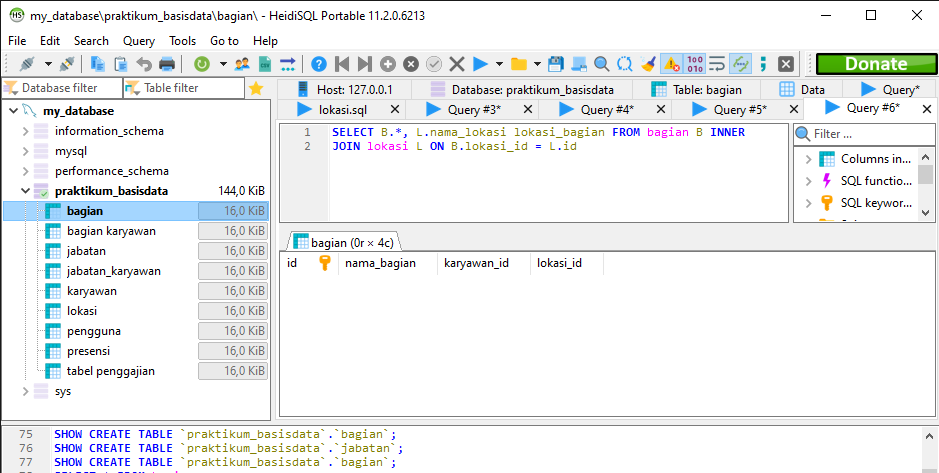 my_database\praktikum_basisdata\bagian\ - HeidiSQL Portable 11.2.0.6213
File Edit Search Query Tools Go to Help
Donate
Database filter Table filter
Host: 127.0.0.1 Database: praktikum_basisdata Table: bagian Data Query*
lokasi.sql Query #3* Query #4* Query #5* Query #6*
my_database
information_schema
mysql
performance_schema
praktikum_basisdata 144,0 KiB
bagian 16,0 KiB
bagian karyawan 16,0 KiB
jabatan 16,0 KiB
jabatan_karyawan 16,0 KiB
karyawan 16,0 KiB
lokasi 16,0 KiB
pengguna 16,0 KiB
presensi 16,0 KiB
tabel penggajian 16,0 KiB
sys
1 SELECT B.*, L.nama_lokasi lokasi_bagian FROM bagian B INNER
2 JOIN lokasi L ON B.lokasi_id = L.id
Filter ...
Columns in...
SQL functio...
SQL keywor...
bagian (0r × 4c)
id nama_bagian karyawan_id lokasi_id
75 SHOW CREATE TABLE `praktikum_basisdata`.`bagian`;
76 SHOW CREATE TABLE `praktikum_basisdata`.`jabatan`;
77 SHOW CREATE TABLE `praktikum_basisdata`.`bagian`;